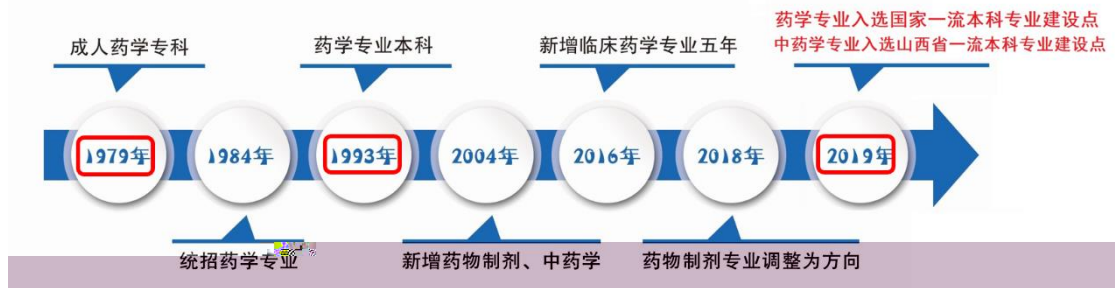 药学专业入选国家一流本科专业建设点
成人药学专科 药学专业本科 新增临床药学专业五年 中药学专业入选山西省一流本科专业建设点
1979年 1984年 1993年 2004年 2016年 2018年 2019年
统招药学专业 新增药物制剂、中药学 药物制剂专业调整为方向